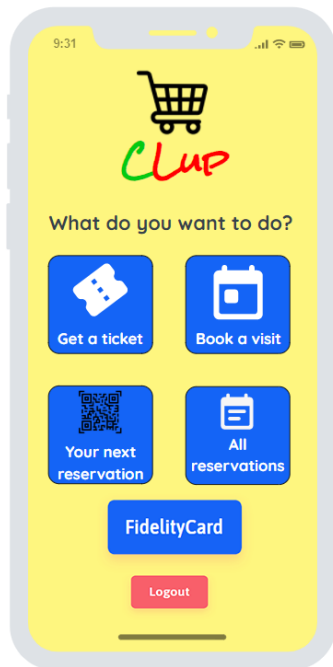 9:31
CLup
What do you want to do?
Get a ticket
Book a visit
Your next
reservation
All
reservations
FidelityCard
Logout